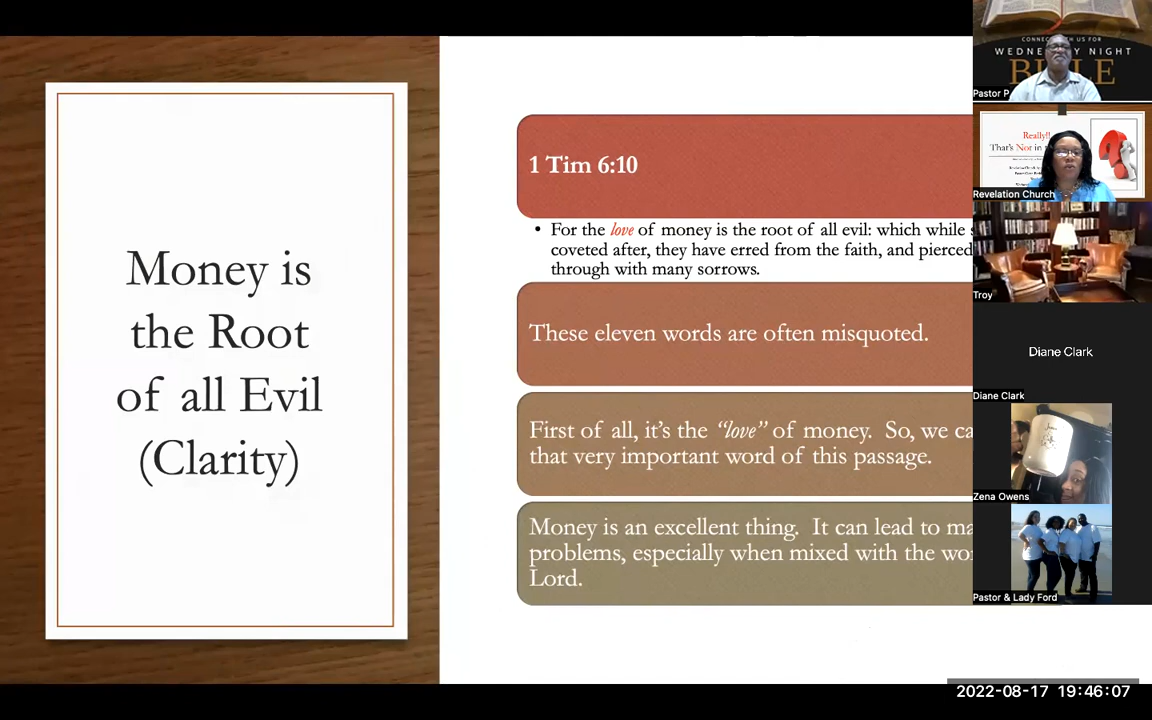 Money is
the Root
of all Evil
(Clarity)
1 Tim 6:10
• For the love of money is the root of all evil: which while
coveted after, they have erred from the faith, and pierced
through with many sorrows.
These eleven words are often misquoted.
First of all, it's the “love” of money. So, we
that very important word of this passage.
Money is an excellent thing. It can lead to
problems, especially when mixed with the
Lord.
WEDNE Y NIGHT
Pastor P
Really!!
That's Not in
Revelation Church
Troy
Diane Clark
Diane Clark
Zena Owens
Pastor & Lady Ford
2022-08-17 19:46:07